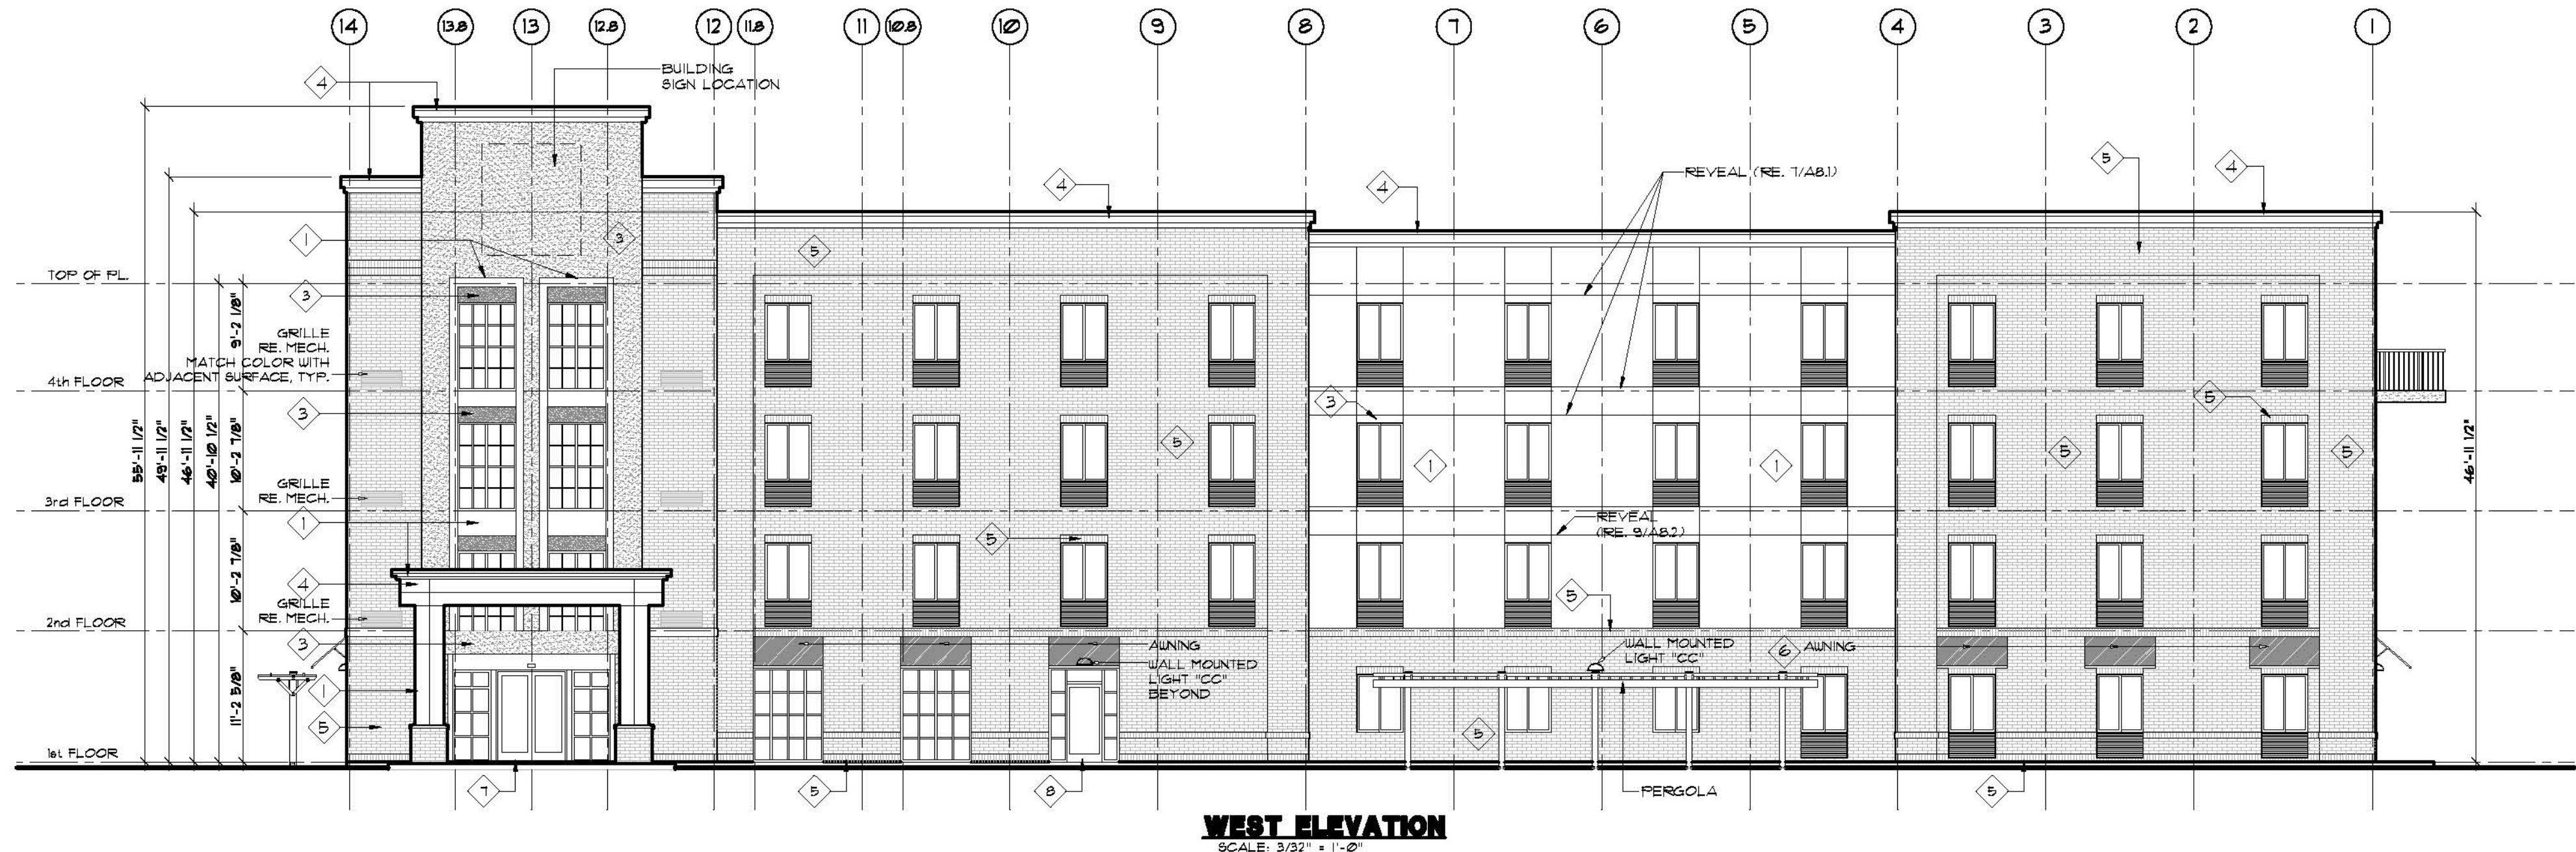 14 13.8 13 12.8 12 11.8 11 10.8 10 9 8 7 6 5 4 3 2 1
BUILDING
SIGN LOCATION
4
5
4
REVEAL (RE. 7/A8.1)
4
4
3
1
5
TOP OF PL.
3
GRILLE
RE. MECH.
MATCH COLOR WITH
ADJACENT SURFACE, TYP.
4th FLOOR
3
3
5
5
5
5
1
1
GRILLE
RE. MECH.
3rd FLOOR
1
REVEAL
(RE. 9/A8.2)
5
4
GRILLE
RE. MECH.
5
2nd FLOOR
3
AWNING
WALL MOUNTED
LIGHT "CC"
BEYOND
WALL MOUNTED
LIGHT "CC"
6
AWNING
1
5
5
1st FLOOR
7
5
8
PERGOLA
5
55'-11 1/2"
49'-11 1/2"
46'-11 1/2"
40'-10 1/2"
9'-2 1/8"
10'-2 7/8"
10'-2 7/8"
11'-2 5/8"
46'-11 1/2"
WEST ELEVATION
SCALE: 3/32" = 1'-0"